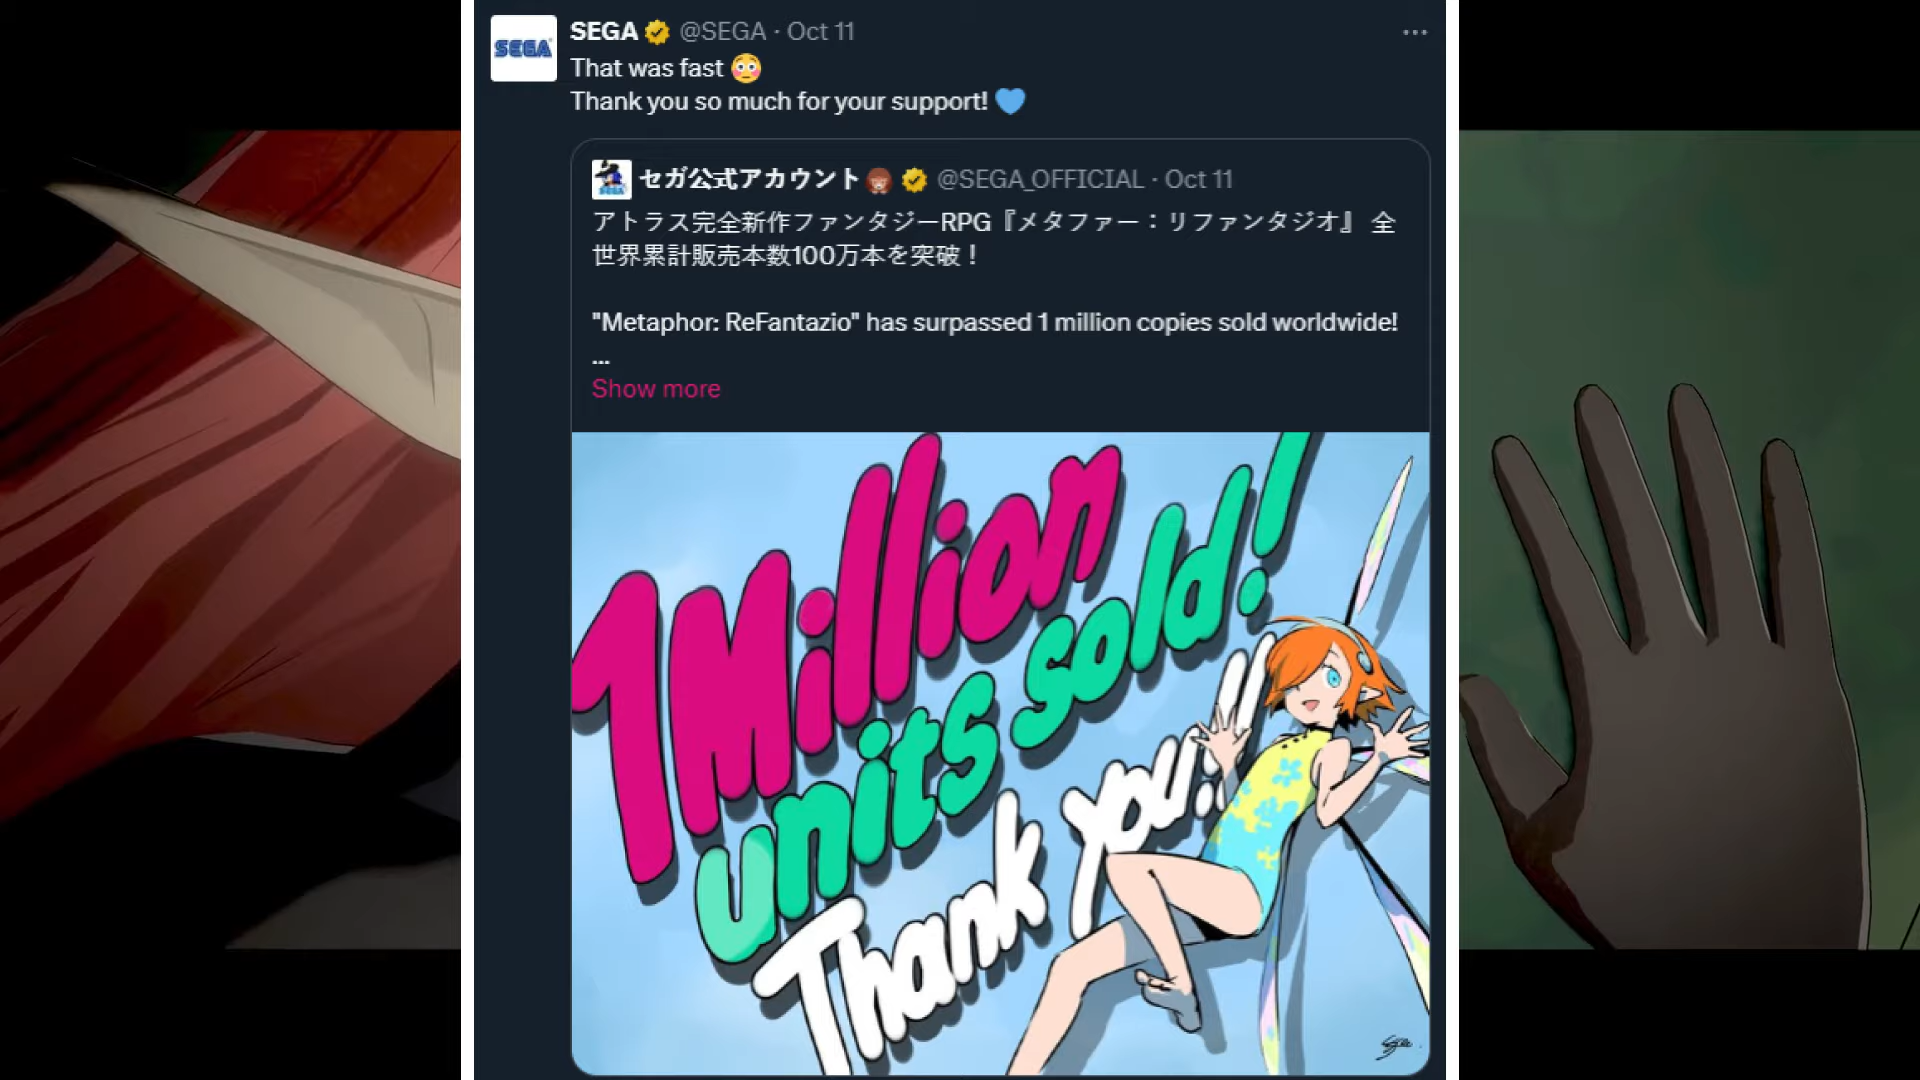 SEGA @SEGA · Oct 11
SEGA
That was fast 😳
Thank you so much for your support! 💙
セガ公式アカウント @SEGA_OFFICIAL · Oct 11
SEGA
アトラス完全新作ファンタジーRPG『メタファー：リファンタジオ』 全
世界累計販売本数100万本を突破！
"Metaphor: ReFantazio" has surpassed 1 million copies sold worldwide!
...
Show more
1 Million
units sold!
Thank you!!